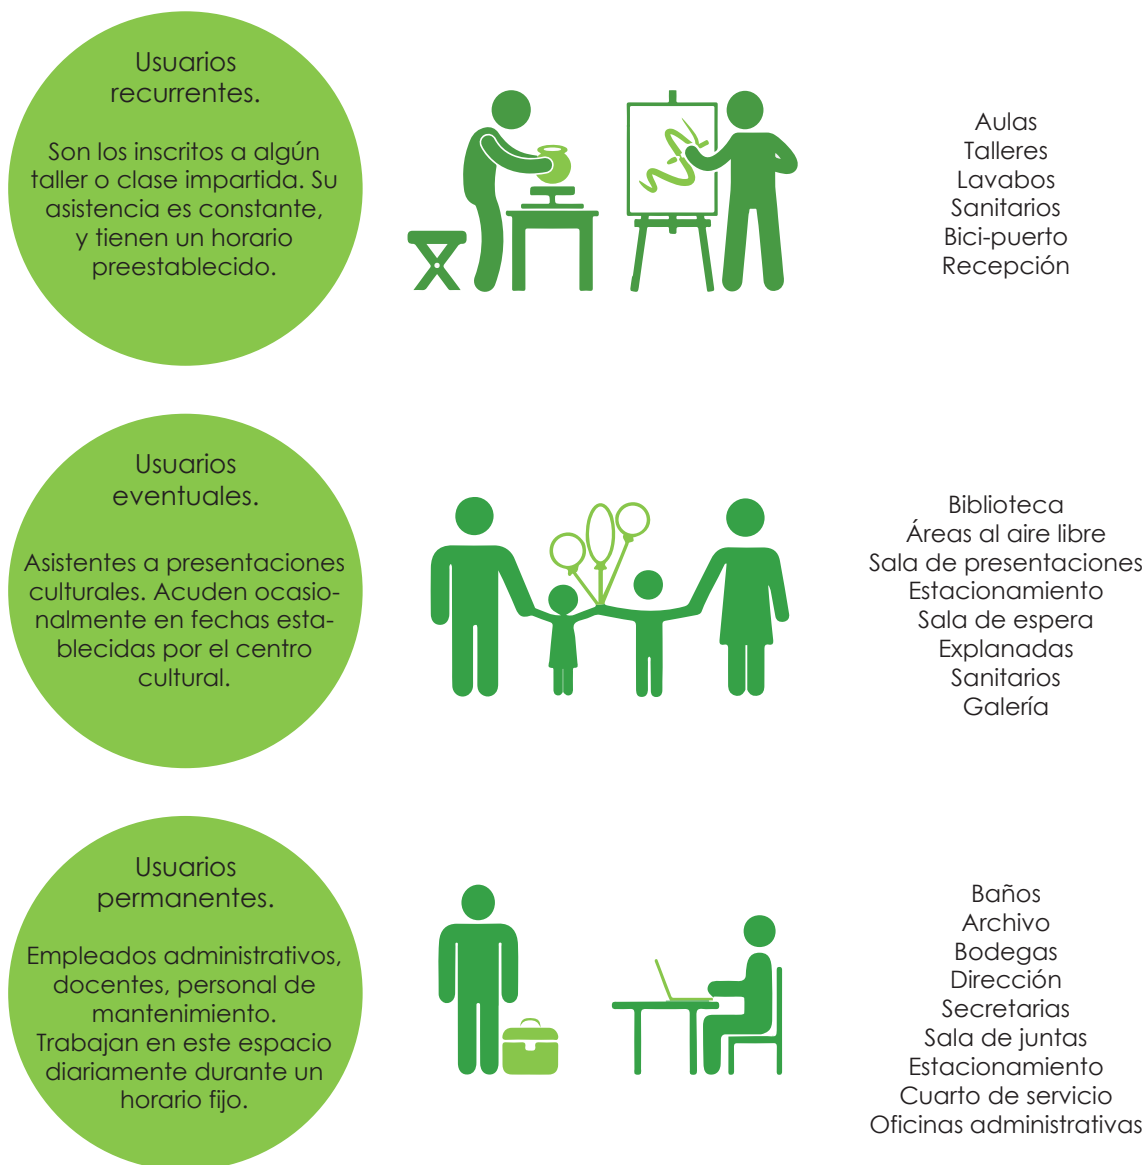 Usuarios
recurrentes.
Son los inscritos a algún
taller o clase impartida. Su
asistencia es constante,
y tienen un horario
preestablecido.
Aulas
Talleres
Lavabos
Sanitarios
Bici-puerto
Recepción
Usuarios
eventuales.
Asistentes a presentaciones
culturales. Acuden ocasio-
nalmente en fechas esta-
blecidas por el centro
cultural.
Biblioteca
Áreas al aire libre
Sala de presentaciones
Estacionamiento
Sala de espera
Explanadas
Sanitarios
Galería
Usuarios
permanentes.
Empleados administrativos,
docentes, personal de
mantenimiento.
Trabajan en este espacio
diariamente durante un
horario fijo.
Baños
Archivo
Bodegas
Dirección
Secretarias
Sala de juntas
Estacionamiento
Cuarto de servicio
Oficinas administrativas